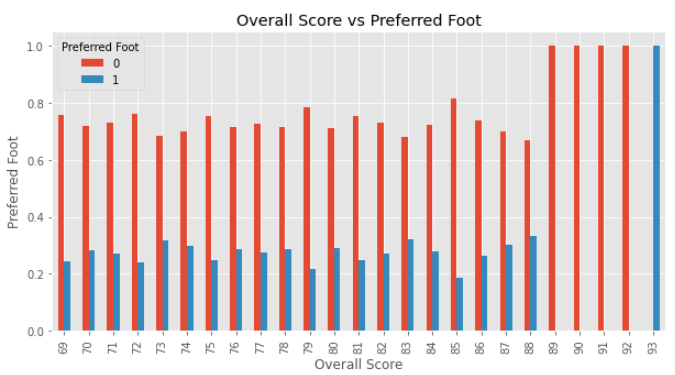 Overall Score vs Preferred Foot
Preferred Foot
0
1
Preferred Foot
1.0
0.8
0.6
0.4
0.2
0.0
69 70 71 72 73 74 75 76 77 78 79 80 81 82 83 84 85 86 87 88 89 90 91 92 93
Overall Score